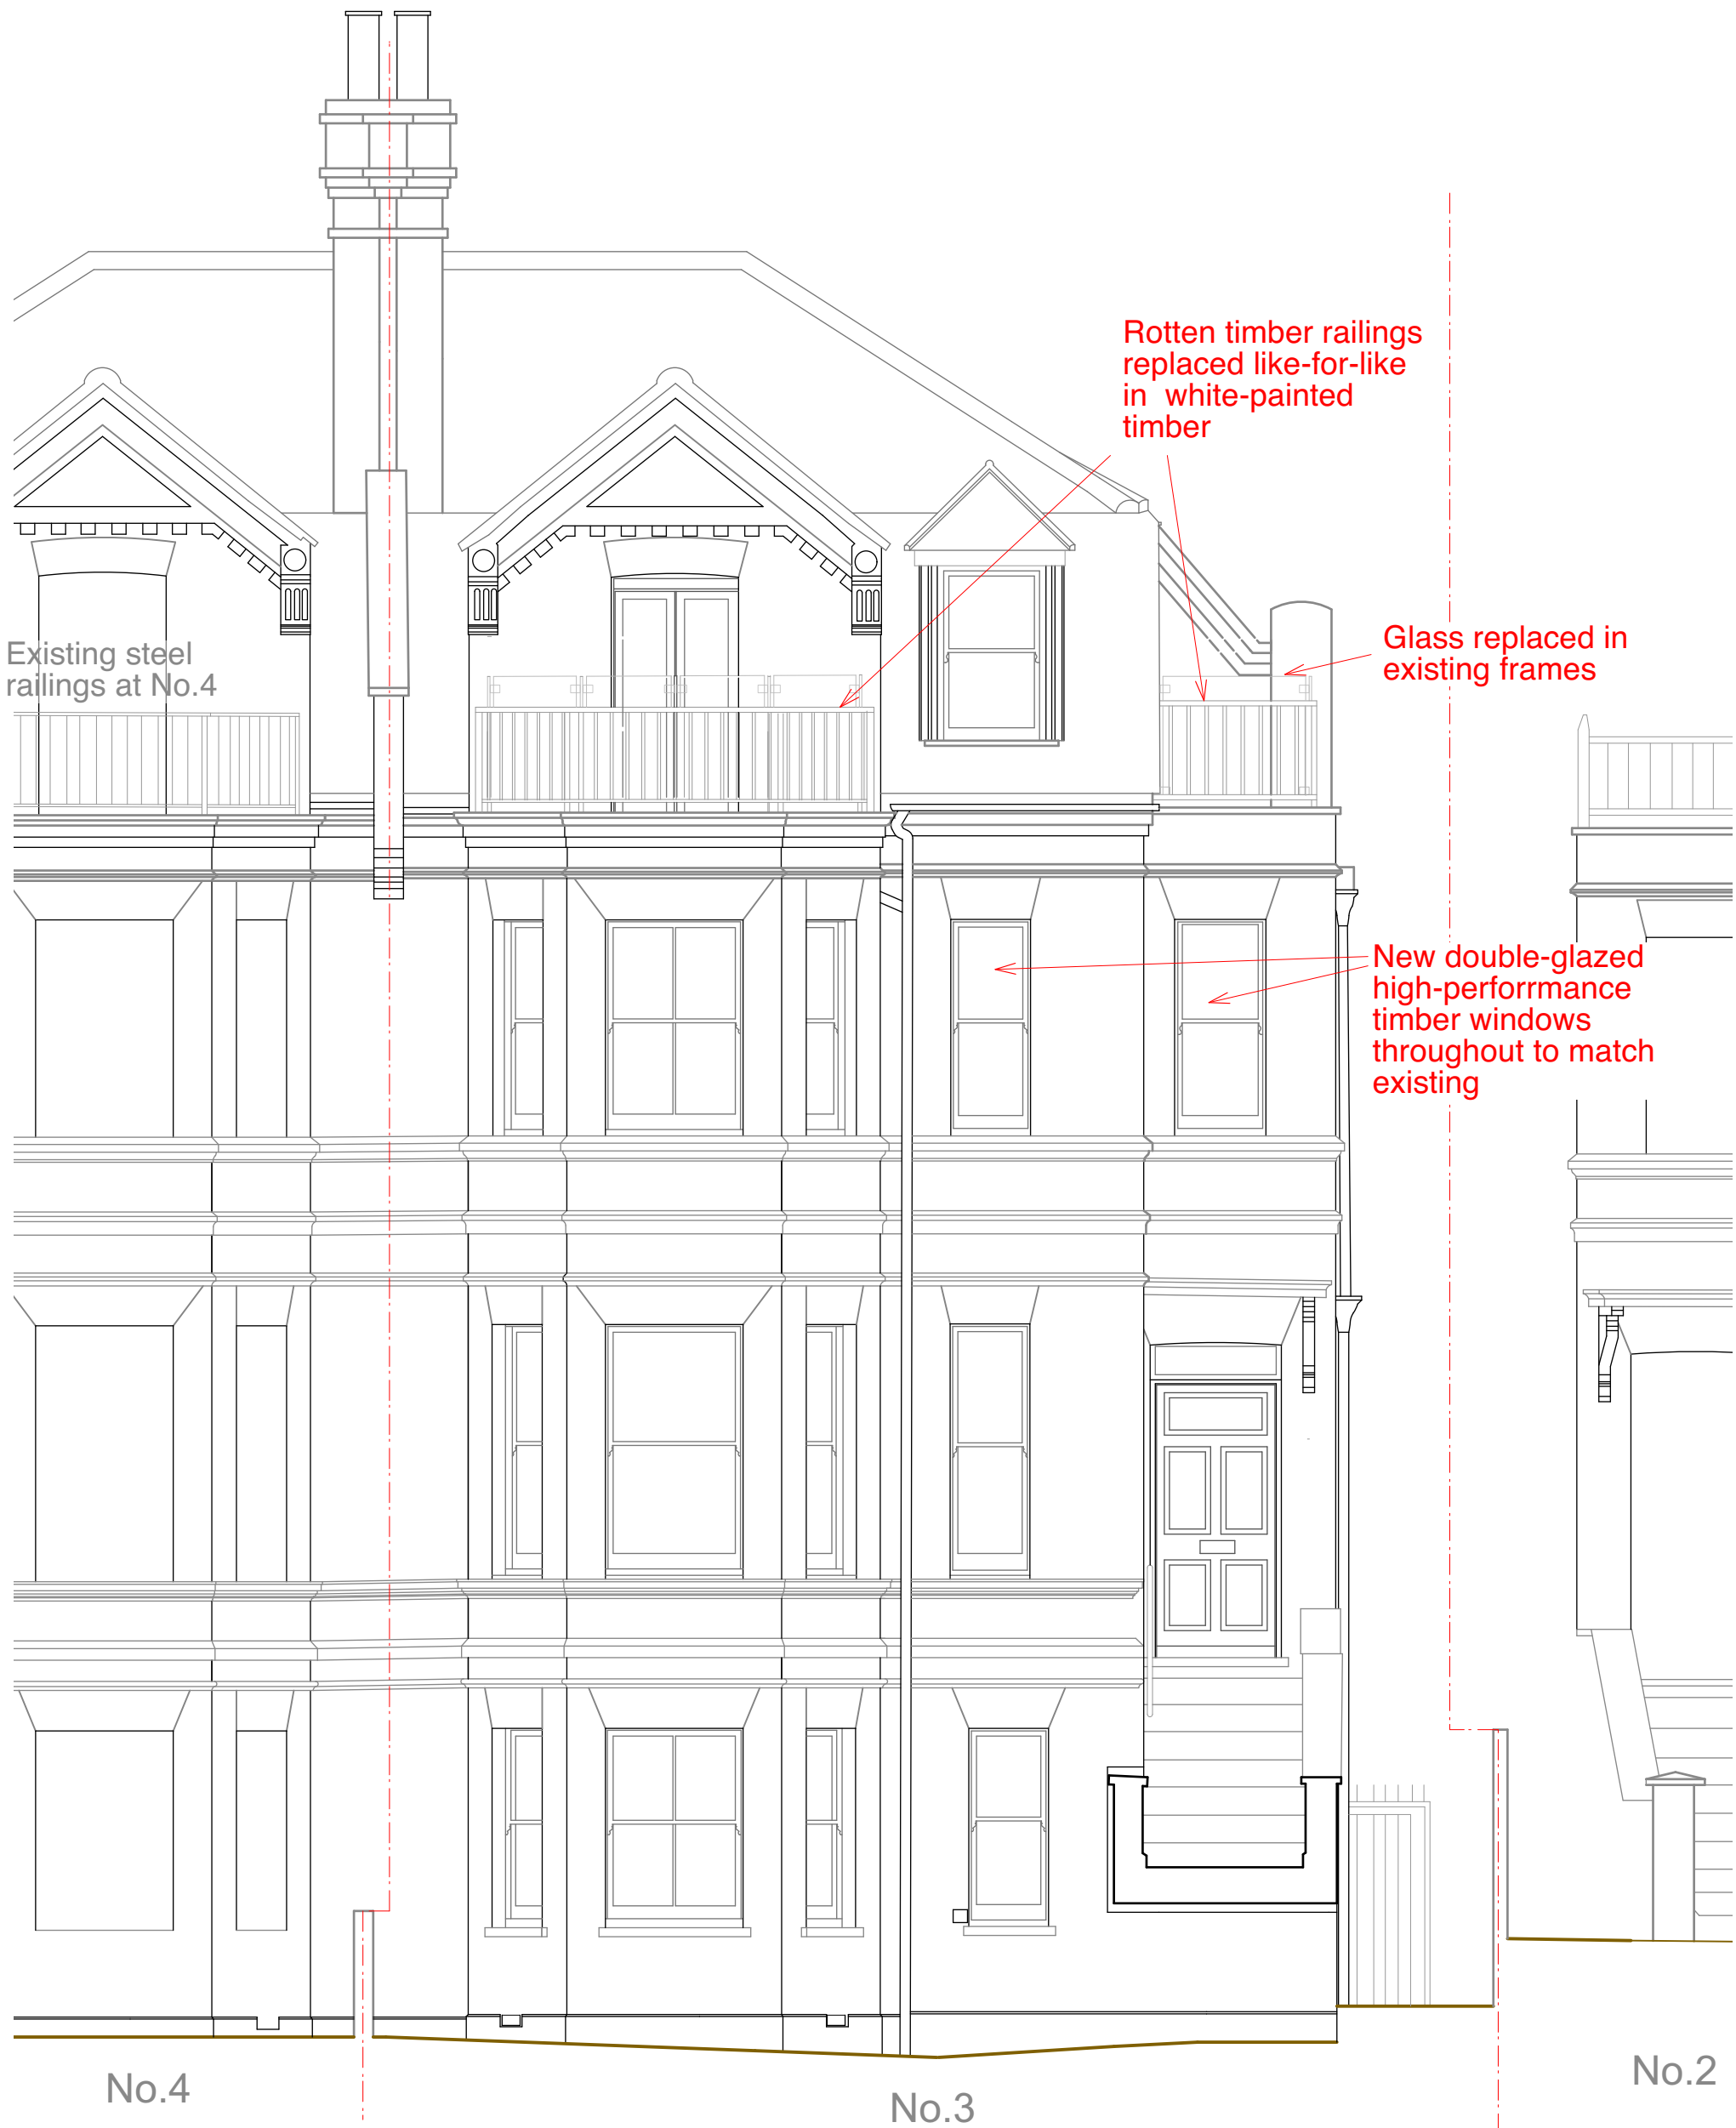 Rotten timber railings
replaced like-for-like
in  white-painted
timber
Existing steel
railings at No.4
Glass replaced in
existing frames
New double-glazed
high-perforrmance
timber windows
throughout to match
existing
No.4
No.3
No.2